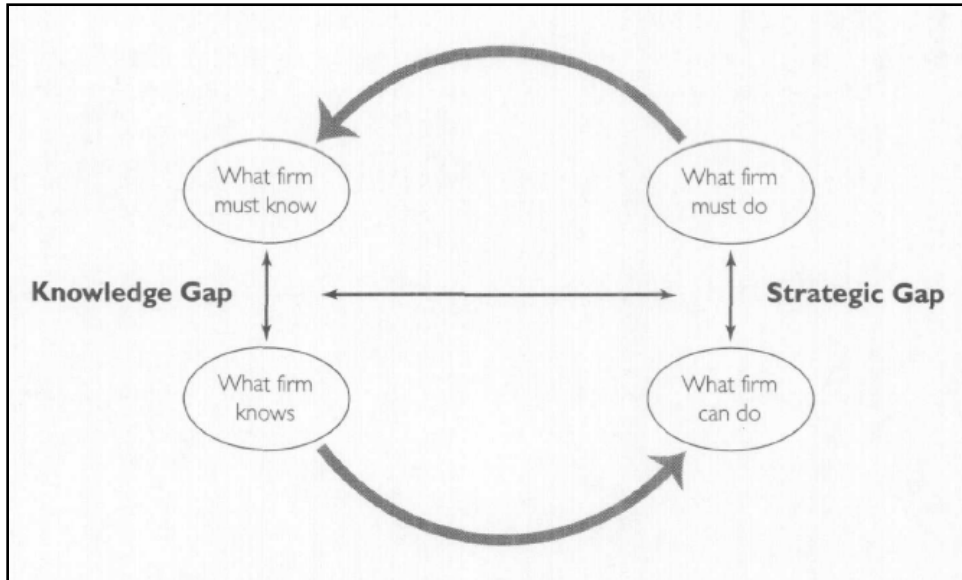 What firm
must know
What firm
must do
Knowledge Gap
Strategic Gap
What firm
knows
What firm
can do